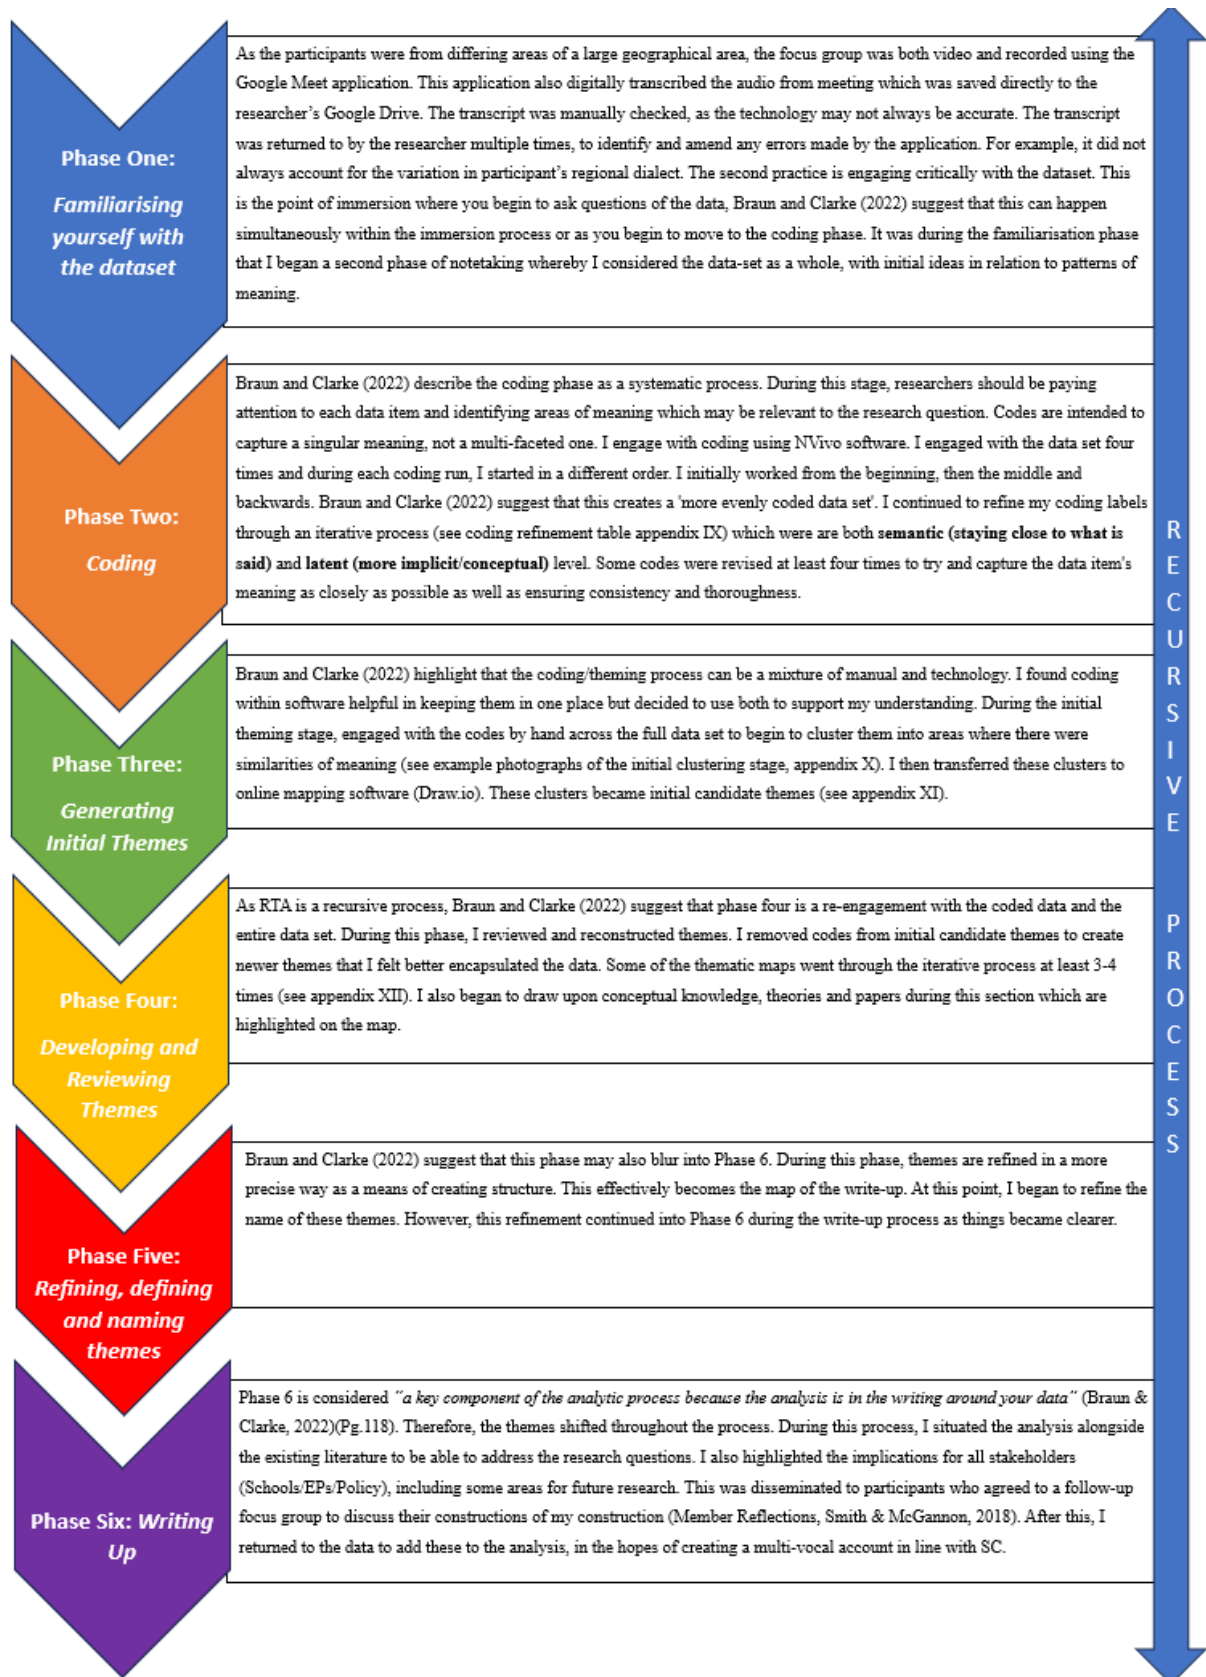 Phase One:
Familiarising
yourself with
the dataset
As the participants were from differing areas of a large geographical area, the focus group was both video and recorded using the
Google Meet application. This application also digitally transcribed the audio from meeting which was saved directly to the
researcher's Google Drive. The transcript was manually checked, as the technology may not always be accurate. The transcript
was returned to by the researcher multiple times, to identify and amend any errors made by the application. For example, it did not
always account for the variation in participant's regional dialect. The second practice is engaging critically with the dataset. This
is the point of immersion where you begin to ask questions of the data, Braun and Clarke (2022) suggest that this can happen
simultaneously within the immersion process or as you begin to move to the coding phase. It was during the familiarisation phase
that I began a second phase of notetaking whereby I considered the data-set as a whole, with initial ideas in relation to patterns of
meaning.
Phase Two:
Coding
Braun and Clarke (2022) describe the coding phase as a systematic process. During this stage, researchers should be paying
attention to each data item and identifying areas of meaning which may be relevant to the research question. Codes are intended to
capture a singular meaning, not a multi-faceted one. I engage with coding using NVivo software. I engaged with the data set four
times and during each coding run, I started in a different order. I initially worked from the beginning, then the middle and
backwards. Braun and Clarke (2022) suggest that this creates a 'more evenly coded data set'. I continued to refine my coding labels
through an iterative process (see coding refinement table appendix IX) which were are both semantic (staying close to what is
said) and latent (more implicit/conceptual) level. Some codes were revised at least four times to try and capture the data item's
meaning as closely as possible as well as ensuring consistency and thoroughness.
Phase Three:
Generating
Initial Themes
Braun and Clarke (2022) highlight that the coding/theming process can be a mixture of manual and technology. I found coding
within software helpful in keeping them in one place but decided to use both to support my understanding. During the initial
theming stage, engaged with the codes by hand across the full data set to begin to cluster them into areas where there were
similarities of meaning (see example photographs of the initial clustering stage, appendix X). I then transferred these clusters to
online mapping software (Draw.io). These clusters became initial candidate themes (see appendix XI).
Phase Four:
Developing and
Reviewing
Themes
As RTA is a recursive process, Braun and Clarke (2022) suggest that phase four is a re-engagement with the coded data and the
entire data set. During this phase, I reviewed and reconstructed themes. I removed codes from initial candidate themes to create
newer themes that I felt better encapsulated the data. Some of the thematic maps went through the iterative process at least 3-4
times (see appendix XII). I also began to draw upon conceptual knowledge, theories and papers during this section which are
highlighted on the map.
Phase Five:
Refining, defining
and naming
themes
Braun and Clarke (2022) suggest that this phase may also blur into Phase 6. During this phase, themes are refined in a more
precise way as a means of creating structure. This effectively becomes the map of the write-up. At this point, I began to refine the
name of these themes. However, this refinement continued into Phase 6 during the write-up process as things became clearer.
Phase Six: Writing
Up
Phase 6 is considered "a key component of the analytic process because the analysis is in the writing around your data" (Braun &
Clarke, 2022)(Pg.118). Therefore, the themes shifted throughout the process. During this process, I situated the analysis alongside
the existing literature to be able to address the research questions. I also highlighted the implications for all stakeholders
(Schools/EPs/Policy), including some areas for future research. This was disseminated to participants who agreed to a follow-up
focus group to discuss their constructions of my construction (Member Reflections, Smith & McGannon, 2018). After this, I
returned to the data to add these to the analysis, in the hopes of creating a multi-vocal account in line with SC.
RECURSIVE PROCESS